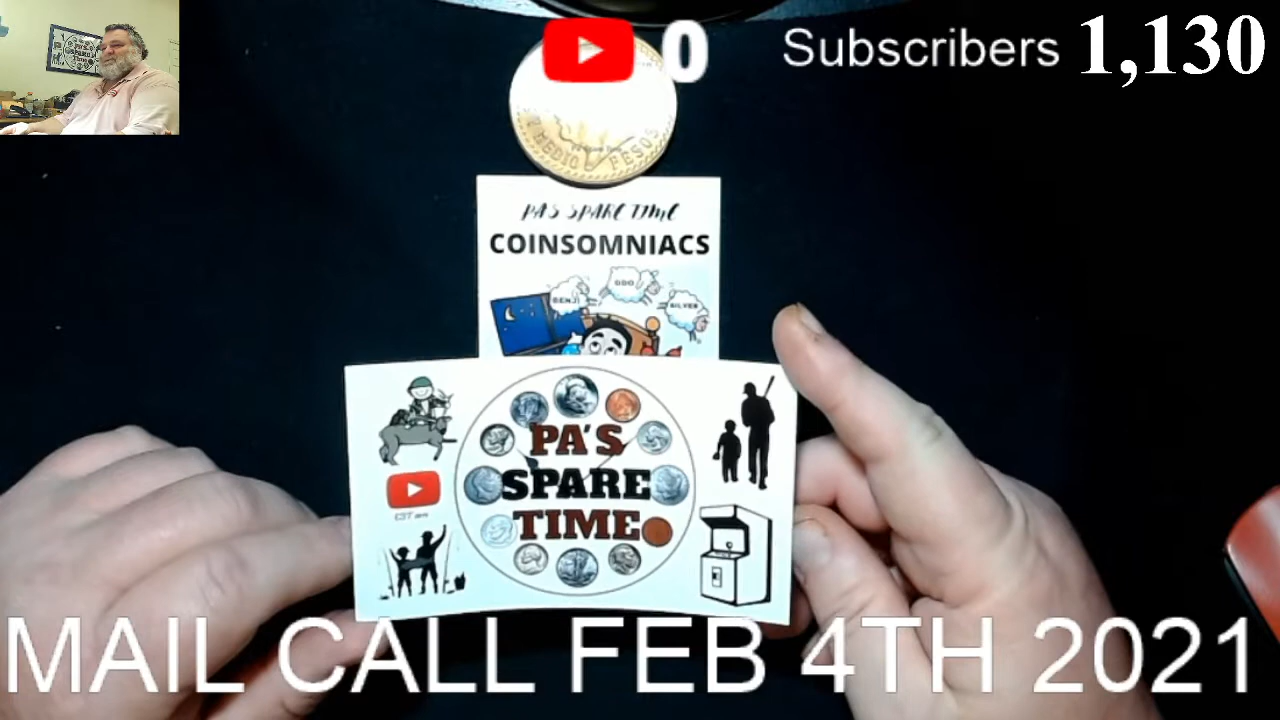 0
Subscribers 1,130
MEDIO PESOS
PA'S SPARE TIME
COINSOMNIACS
BENJI
ODO
SILVER
PA'S
SPARE
TIME
MAIL CALL FEB 4TH 2021